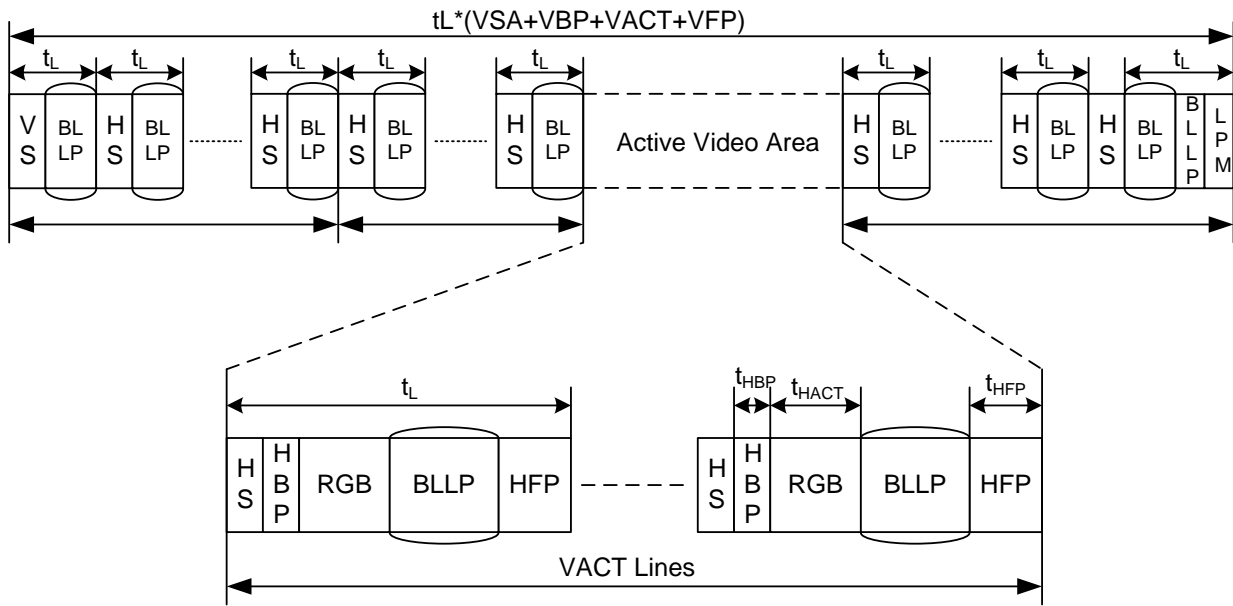 tL*(VSA+VBP+VACT+VFP)
tL tL tL tL tL tL tL tL
V S BL LP H S BL LP H S BL LP H S BL LP H S BL LP Active Video Area H S BL LP H S BL LP H S BL LP B L L P L P M
tL tHBP tHACT tHFP
H S H B P RGB BLLP HFP H S H B P RGB BLLP HFP
VACT Lines